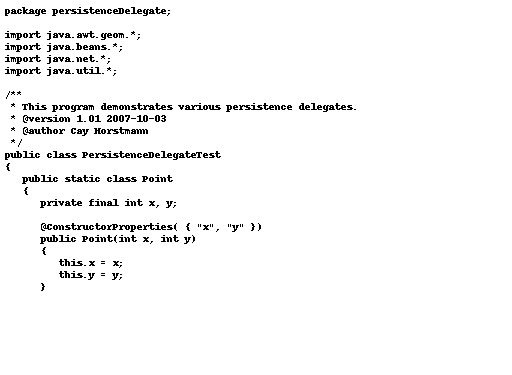 package persistenceDelegate;
import java.awt.geom.*;
import java.beans.*;
import java.net.*;
import java.util.*;
/**
 * This program demonstrates various persistence delegates.
 * @version 1.01 2007-10-03
 * @author Cay Horstmann
 */
public class PersistenceDelegateTest
{
   public static class Point
   {
      private final int x, y;
      @ConstructorProperties( { "x", "y" })
      public Point(int x, int y)
      {
         this.x = x;
         this.y = y;
      }